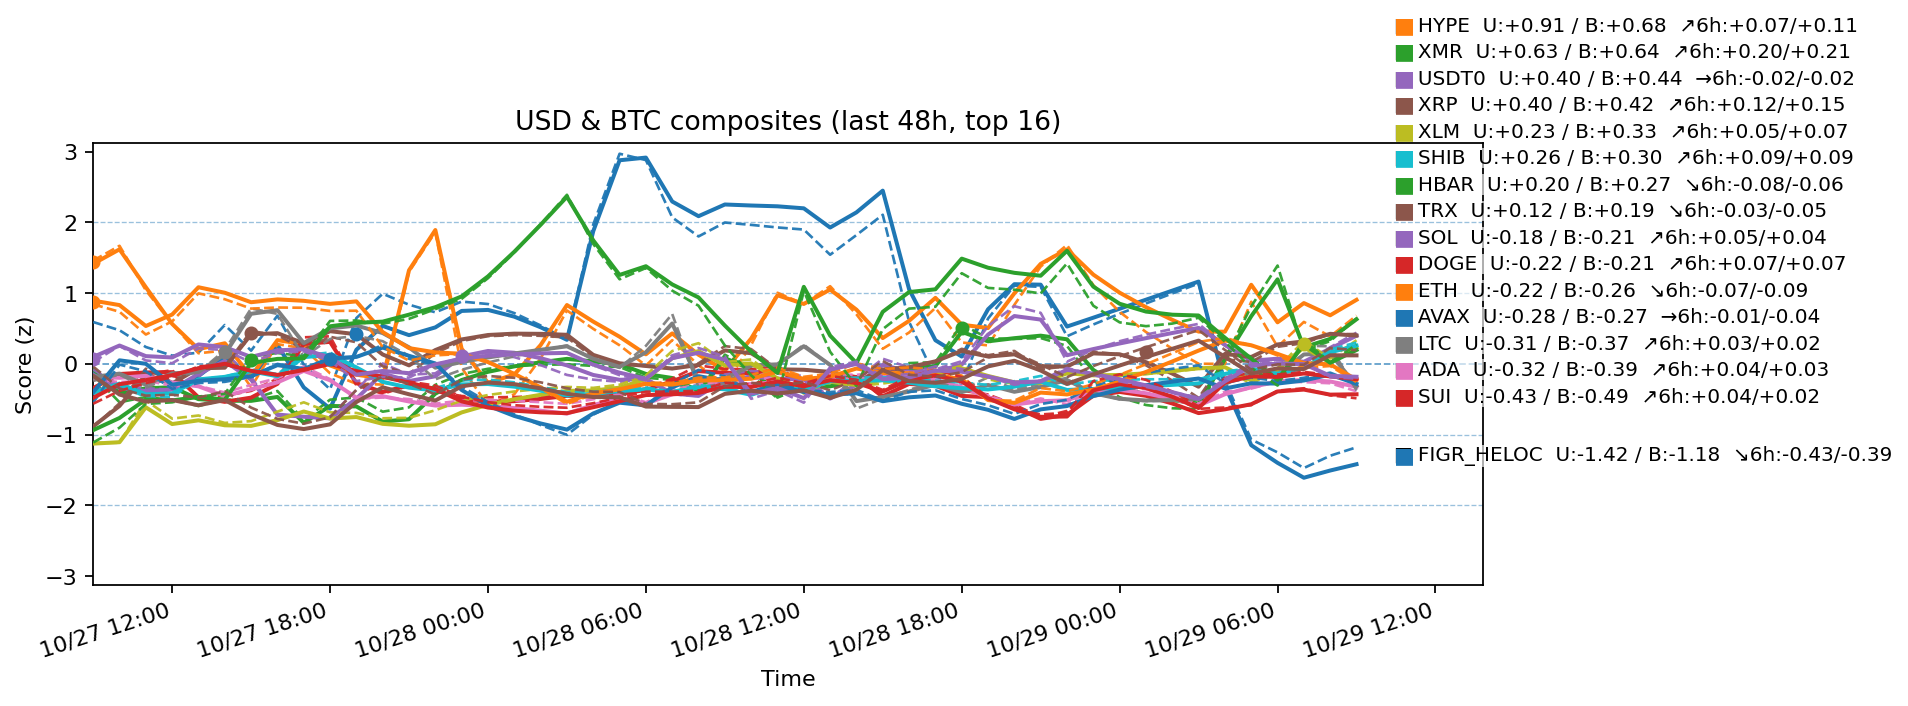 HYPE U:+0.91 / B:+0.68 ↗6h:+0.07/+0.11
XMR U:+0.63 / B:+0.64 ↗6h:+0.20/+0.21
USDT0 U:+0.40 / B:+0.44 →6h:-0.02/-0.02
XRP U:+0.40 / B:+0.42 ↗6h:+0.12/+0.15
XLM U:+0.23 / B:+0.33 ↗6h:+0.05/+0.07
SHIB U:+0.26 / B:+0.30 ↗6h:+0.09/+0.09
HBAR U:+0.20 / B:+0.27 ↘6h:-0.08/-0.06
TRX U:+0.12 / B:+0.19 ↘6h:-0.03/-0.05
SOL U:-0.18 / B:-0.21 ↗6h:+0.05/+0.04
DOGE U:-0.22 / B:-0.21 ↗6h:+0.07/+0.07
ETH U:-0.22 / B:-0.26 ↘6h:-0.07/-0.09
AVAX U:-0.28 / B:-0.27 →6h:-0.01/-0.04
LTC U:-0.31 / B:-0.37 ↗6h:+0.03/+0.02
ADA U:-0.32 / B:-0.39 ↗6h:+0.04/+0.03
SUI U:-0.43 / B:-0.49 ↗6h:+0.04/+0.02
FIGR_HELOC U:-1.42 / B:-1.18 ↘6h:-0.43/-0.39
USD & BTC composites (last 48h, top 16)
Score (z)
3
2
1
0
−1
−2
−3
10/27 12:00
10/27 18:00
10/28 00:00
10/28 06:00
10/28 12:00
10/28 18:00
10/29 00:00
10/29 06:00
10/29 12:00
Time